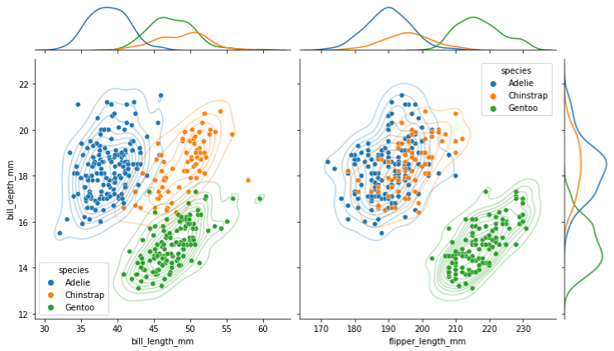 22
20
18
16
14
12
bill_depth_mm
species
Adelie
Chinstrap
Gentoo
30 35 40 45 50 55 60
bill_length_mm
species
Adelie
Chinstrap
Gentoo
170 180 190 200 210 220 230
flipper_length_mm